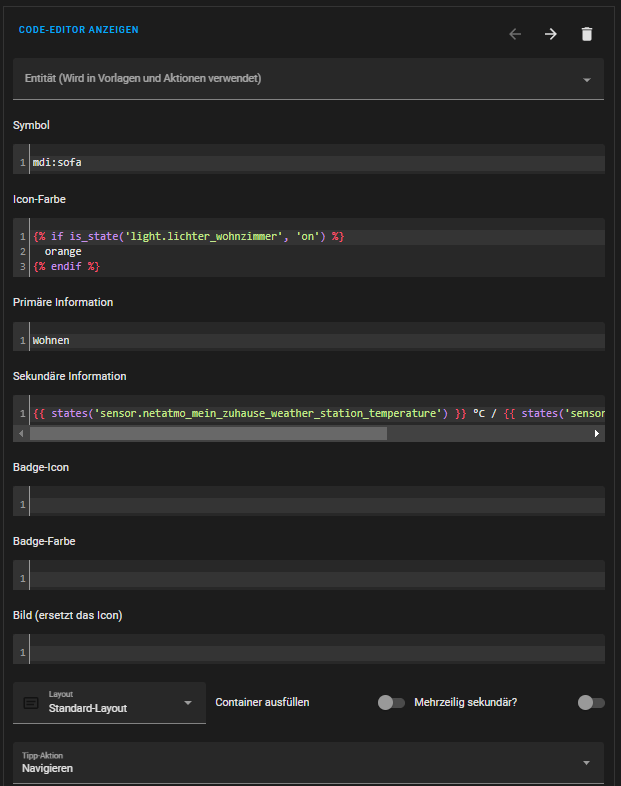 CODE-EDITOR ANZEIGEN
Entität (Wird in Vorlagen und Aktionen verwendet)
Symbol
1 mdi:sofa
Icon-Farbe
1 {% if is_state('light.lichter_wohnzimmer', 'on') %}
2 orange
3 {% endif %}
Primäre Information
1 Wohnen
Sekundäre Information
1 {{ states('sensor.netatmo_mein_zuhause_weather_station_temperature') }} °C / {{ states('sensor
Badge-Icon
1
Badge-Farbe
1
Bild (ersetzt das Icon)
1
Layout
Standard-Layout
Container ausfüllen
Mehrzeilig sekundär?
Tipp-Aktion
Navigieren